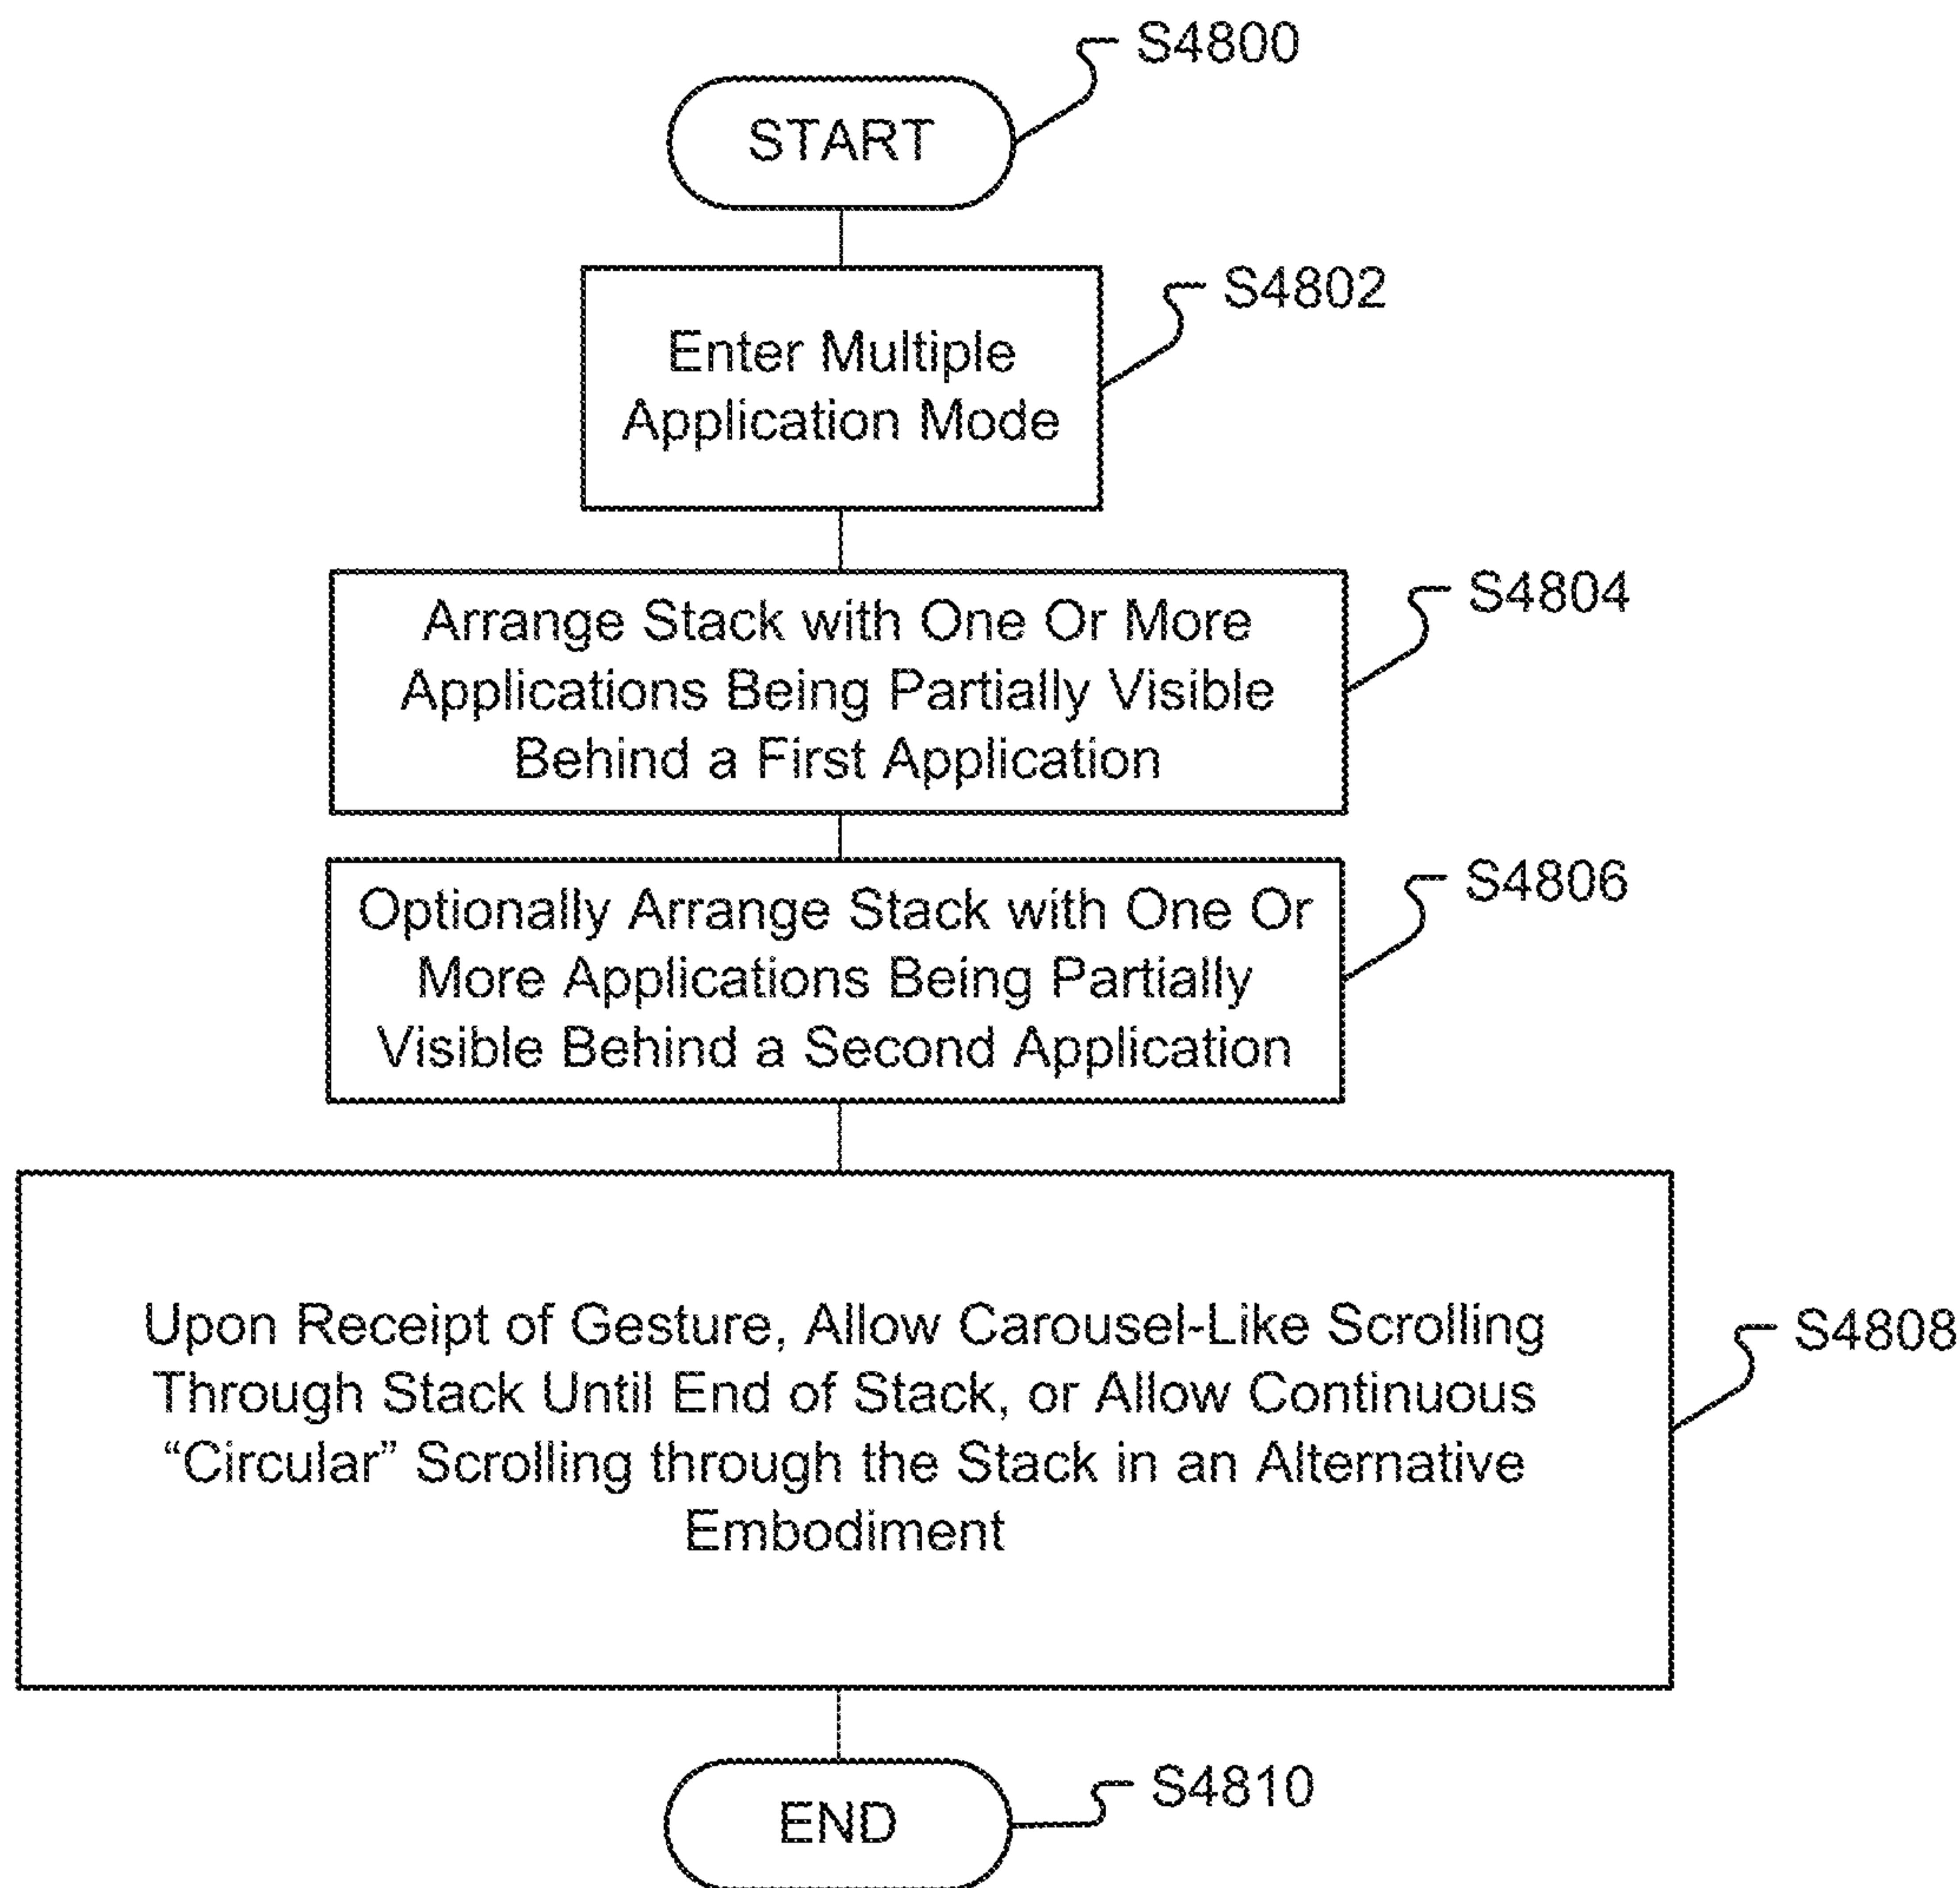 S4800
START
S4802
Enter Multiple
Application Mode
S4804
Arrange Stack with One Or More
Applications Being Partially Visible
Behind a First Application
S4806
Optionally Arrange Stack with One Or
More Applications Being Partially
Visible Behind a Second Application
S4808
Upon Receipt of Gesture, Allow Carousel-Like Scrolling
Through Stack Until End of Stack, or Allow Continuous
“Circular” Scrolling through the Stack in an Alternative
Embodiment
S4810
END